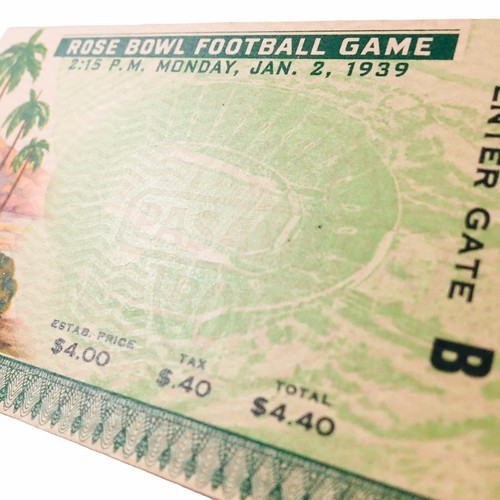 ROSE BOWL FOOTBALL GAME
2:15 P.M. MONDAY, JAN. 2, 1939
ENTER GATE B
ESTAB. PRICE
$4.00
TAX
$.40
TOTAL
$4.40